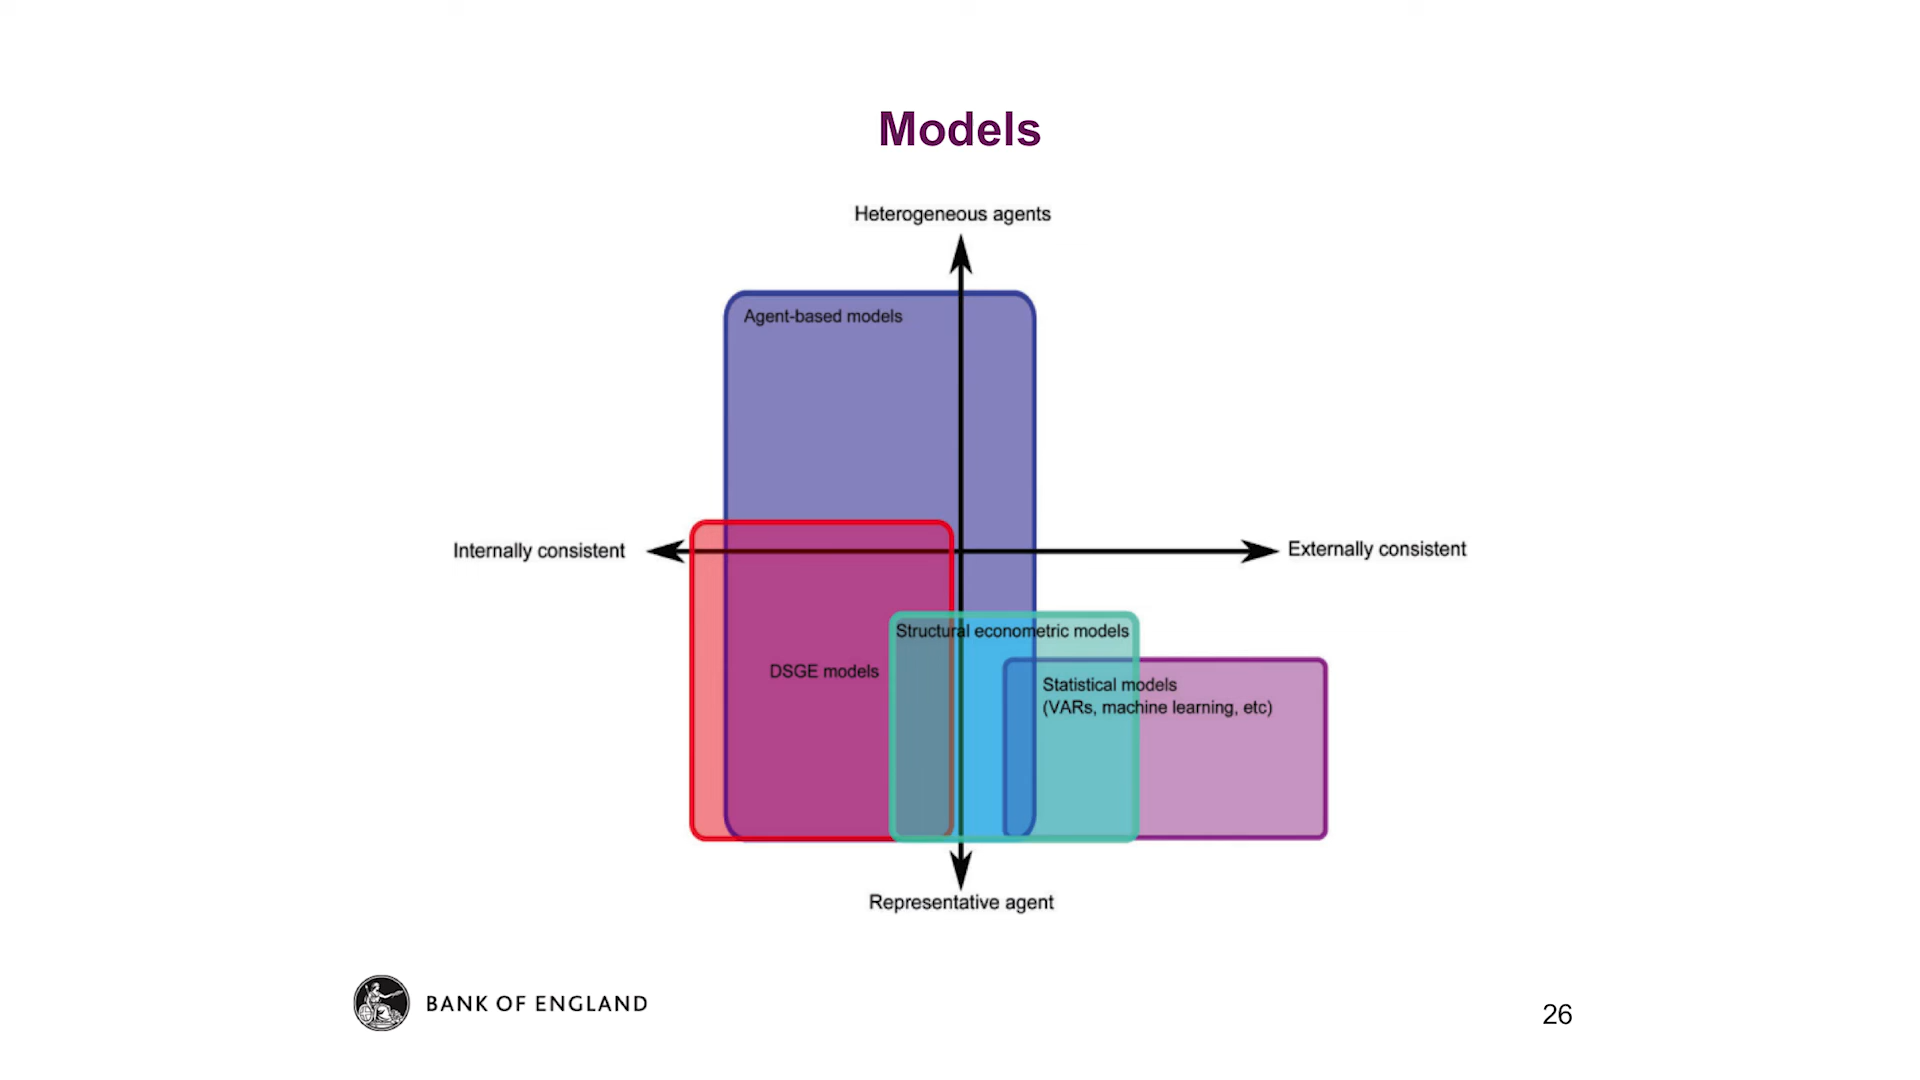 Models
Heterogeneous agents
Agent-based models
Internally consistent
Externally consistent
Structural econometric models
DSGE models
Statistical models
(VARs, machine learning, etc)
Representative agent
BANK OF ENGLAND
26